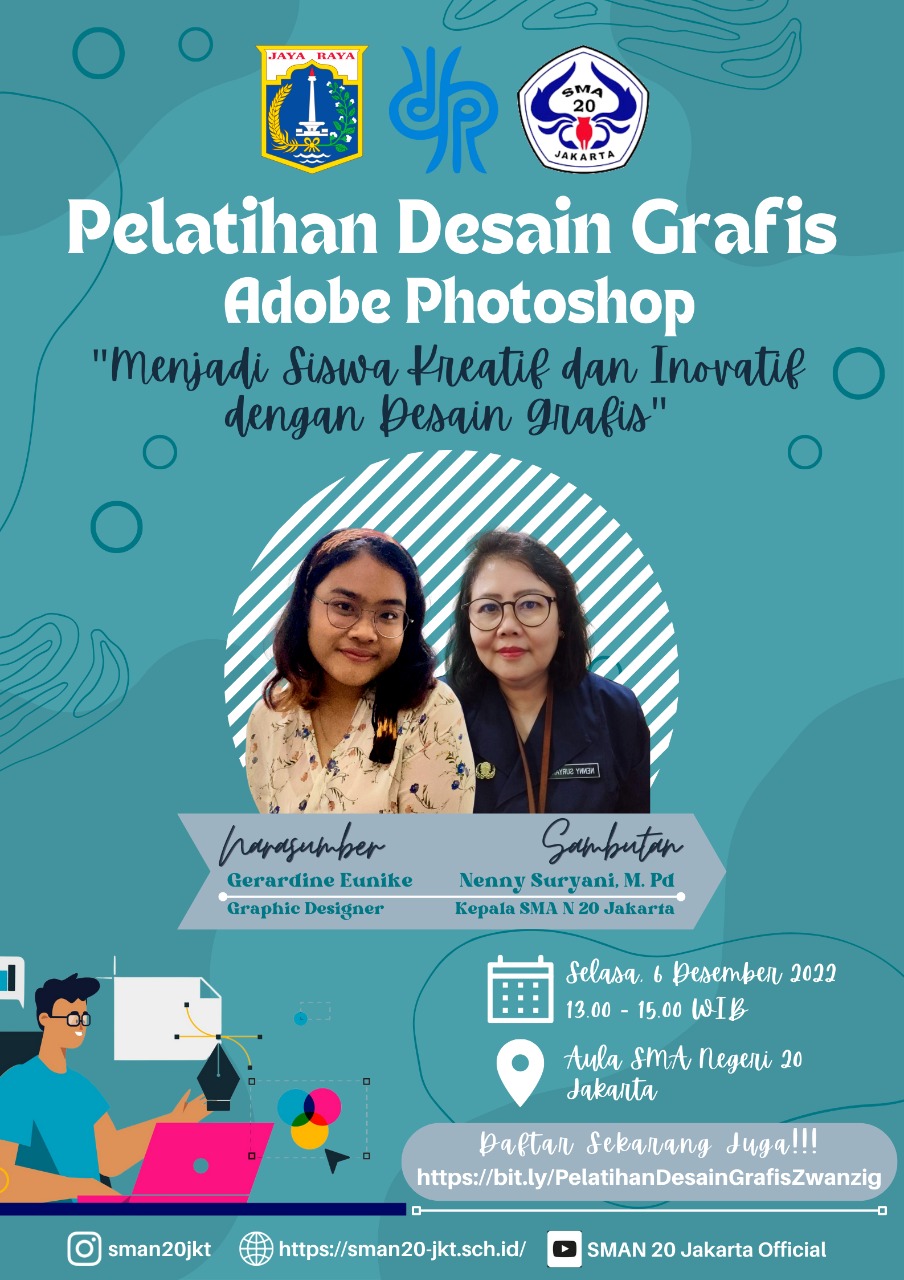 JAYA RAYA
SMA
20
JAKARTA
Pelatihan Desain Grafis
Adobe Photoshop
"Menjadi Siswa Kreatif dan Inovatif
dengan Desain Grafis"
Narasumber
Gerardine Eunike
Graphic Designer
Sambutan
Nenny Suryani, M. Pd
Kepala SMA N 20 Jakarta
Selasa, 6 Desember 2022
13.00 - 15.00 WIB
Aula SMA Negeri 20
Jakarta
Daftar Sekarang Juga!!!
https://bit.ly/PelatihanDesainGrafisZwanzig
sman20jkt
https://sman20-jkt.sch.id/
SMAN 20 Jakarta Official